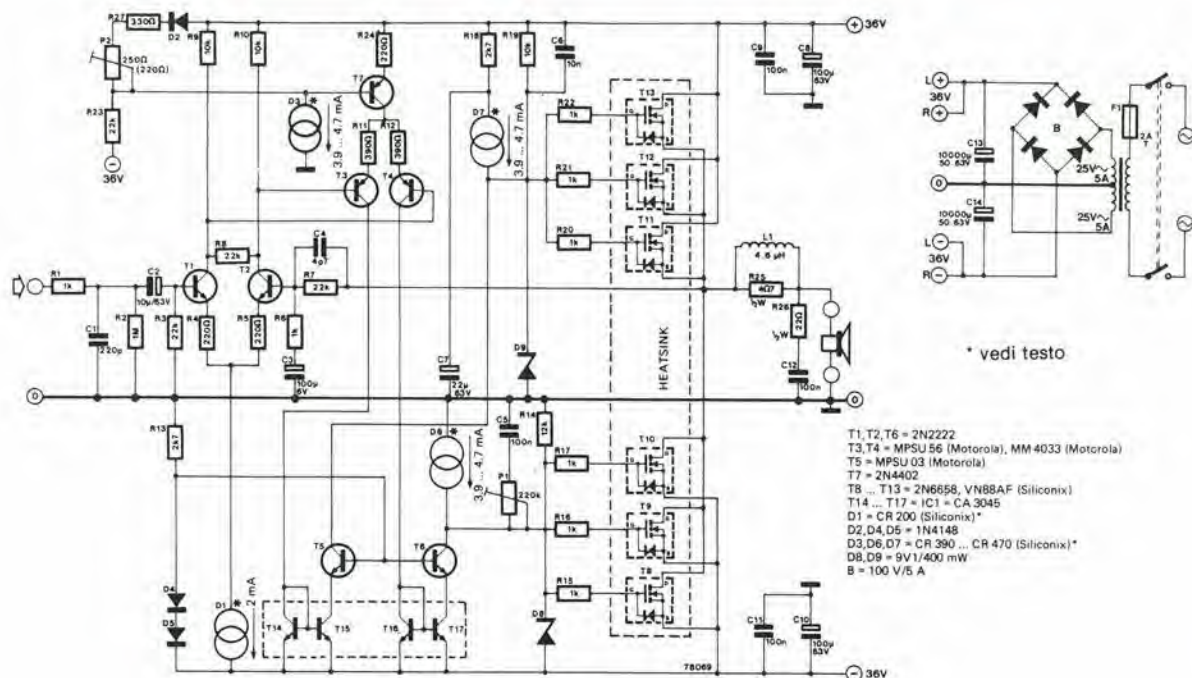 R27
330Ω
D2
P2
250Ω
(220Ω)
R23
22k
36V
R9
10k
R10
10k
R24
220Ω
D3 *
3.9 ... 4.7 mA
R11
390Ω
R12
390Ω
T3
T4
R18
2k7
R19
10k
C6
10n
D7 *
3.9 ... 4.7 mA
R22
1k
R21
1k
R20
1k
T13
T12
T11
C9
100n
C8
100µ
63V
36V
R1
1k
C1
220p
R2
1M
C2
10µ/63V
R3
22k
T1
R8
22k
T2
R4
220Ω
R5
220Ω
C4
4p7
R7
22k
R6
1k
C3
100µ
6V
C7
22µ
63V
D9
HEATSINK
L1
4.6 µH
R25
4Ω7
½W
R26
22Ω
½W
C12
100n
0
0
R13
2k7
D6 *
3.9 ... 4.7 mA
C5
100n
R14
12k
P1
220k
R17
1k
R16
1k
R15
1k
T10
T9
T8
T5
T6
D4
D5
D1 *
2 mA
T14
T15
T16
T17
D8
78069
C11
100n
C10
100µ
63V
36V
L
36V
R
B
F1
2A
T
C13
10000µ
50.63V
25V~
5A
0
C14
10000µ
50.63V
25V~
5A
L
36V
R
* vedi testo
T1,T2,T6 = 2N2222
T3,T4 = MPSU 56 (Motorola), MM 4033 (Motorola)
T5 = MPSU 03 (Motorola)
T7 = 2N4402
T8 ... T13 = 2N6658, VN88AF (Siliconix)
T14 ... T17 = IC1 = CA 3045
D1 = CR 200 (Siliconix)*
D2,D4,D5 = 1N4148
D3,D6,D7 = CR 390 ... CR 470 (Siliconix)*
D8,D9 = 9V1/400 mW
B = 100 V/5 A